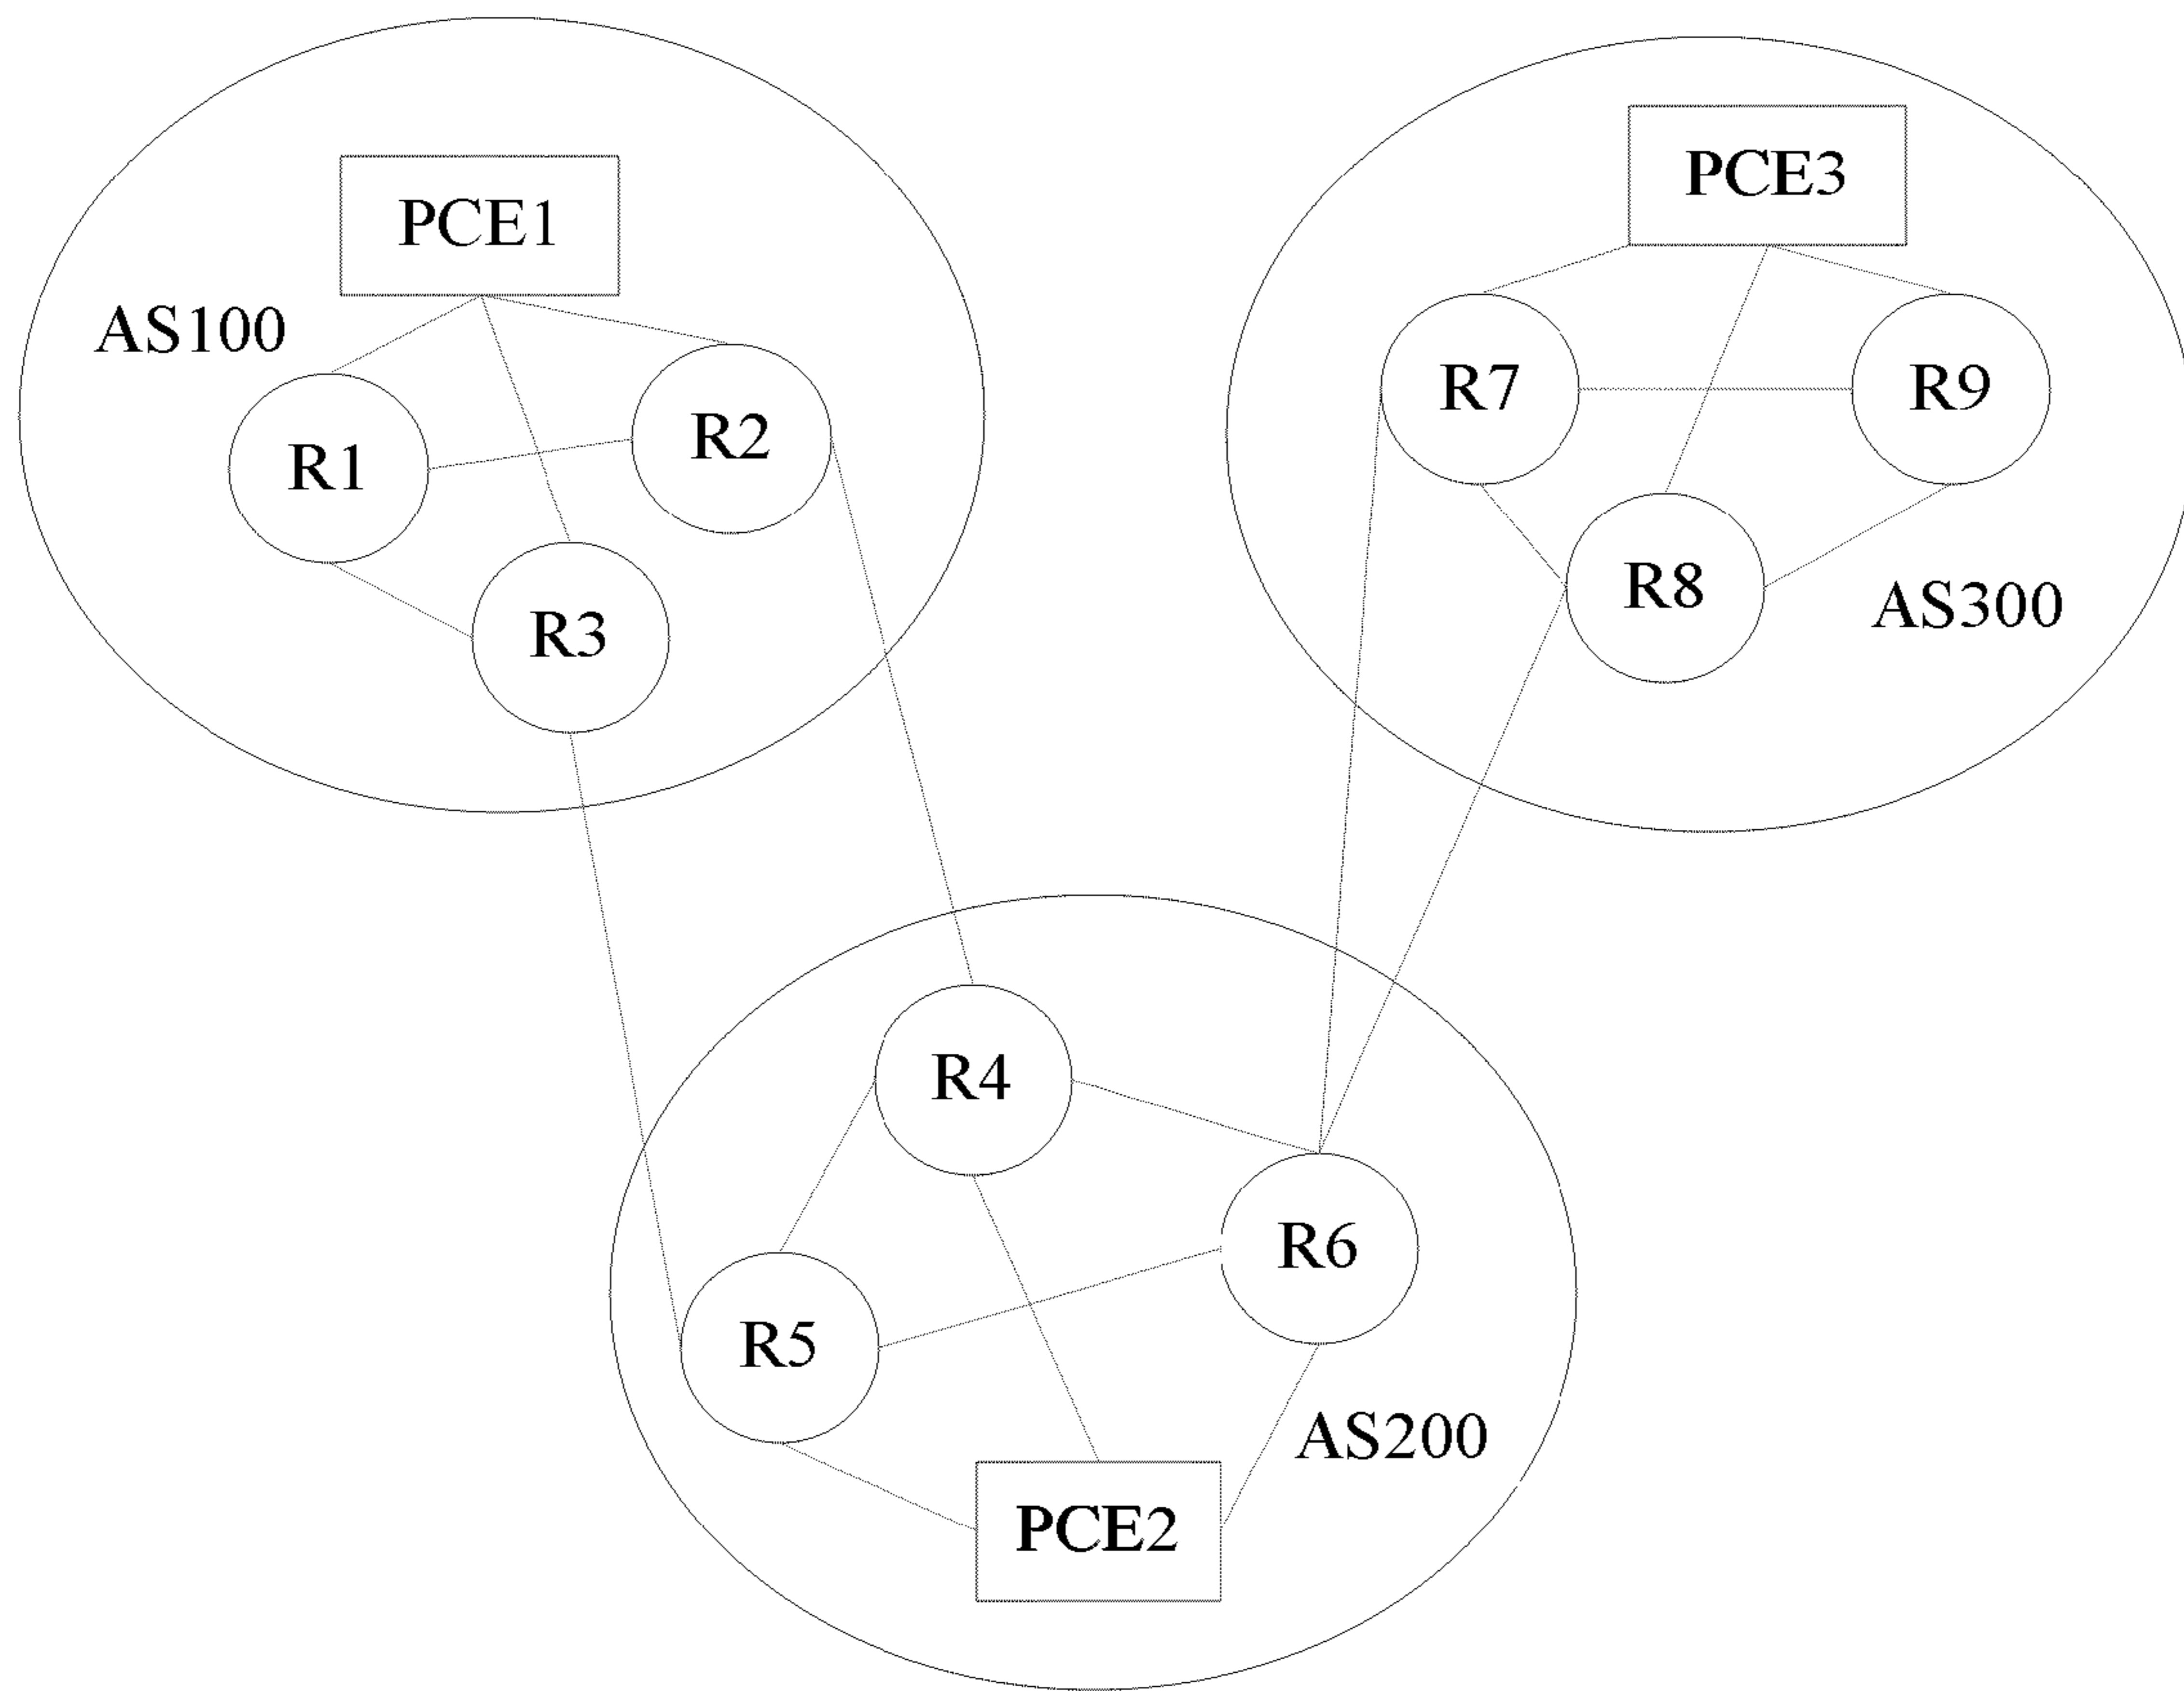 PCE1
AS100
R1
R2
R3
PCE3
R7
R9
R8
AS300
R4
R6
R5
AS200
PCE2